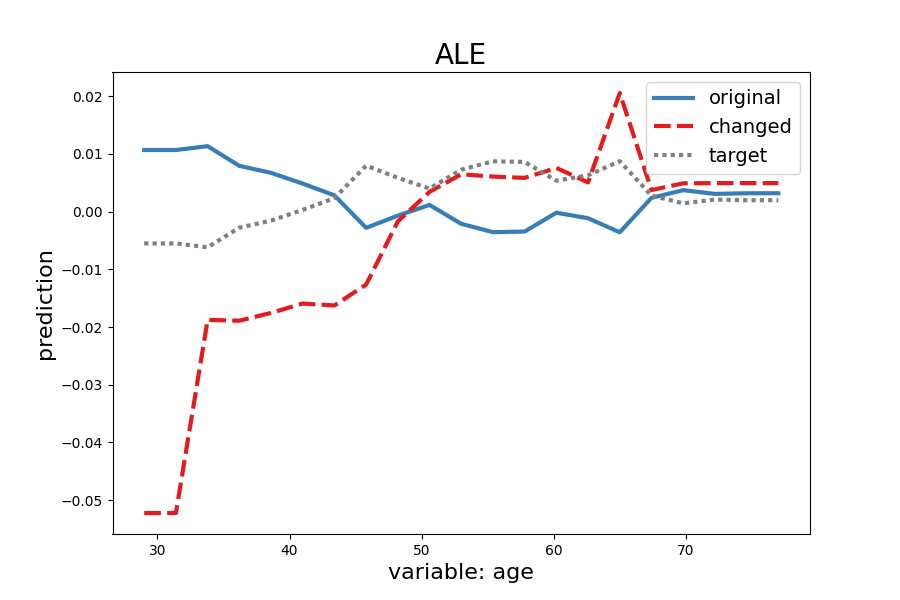 ALE
original
changed
target
prediction
0.02
0.01
0.00
−0.01
−0.02
−0.03
−0.04
−0.05
30 40 50 60 70
variable: age